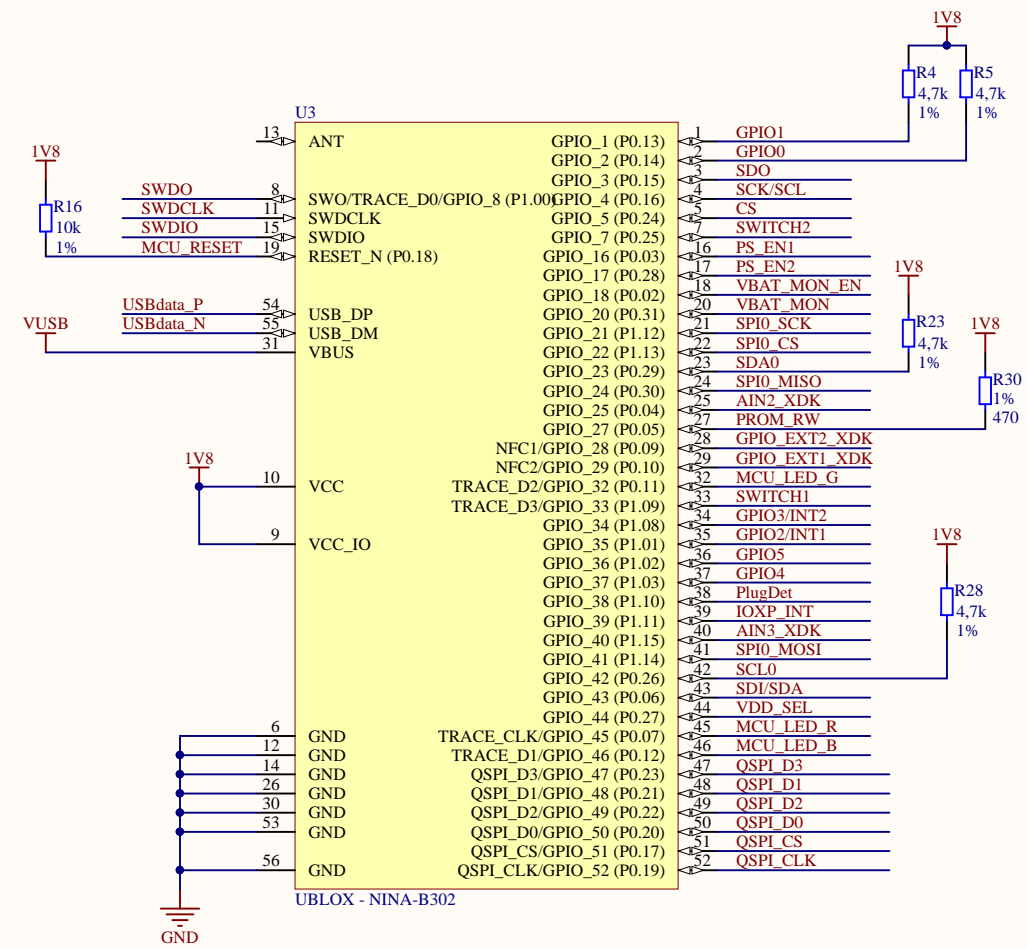 1V8
R4
4,7k
1%
R5
4,7k
1%
U3
13 ANT
1V8
R16
10k
1%
SWDO 8 SWO/TRACE_D0/GPIO_8 (P1.00)
SWDCLK 11 SWDCLK
SWDIO 15 SWDIO
MCU_RESET 19 RESET_N (P0.18)
USBdata_P 54 USB_DP
USBdata_N 55 USB_DM
VUSB
31 VBUS
1V8
10 VCC
9 VCC_IO
6 GND
12 GND
14 GND
26 GND
30 GND
53 GND
56 GND
GND
GPIO_1 (P0.13) 1 GPIO1
GPIO_2 (P0.14) 2 GPIO0
GPIO_3 (P0.15) 3 SDO
GPIO_4 (P0.16) 4 SCK/SCL
GPIO_5 (P0.24) 5 CS
GPIO_7 (P0.25) 7 SWITCH2
GPIO_16 (P0.03) 16 PS_EN1
GPIO_17 (P0.28) 17 PS_EN2
GPIO_18 (P0.02) 18 VBAT_MON_EN
GPIO_20 (P0.31) 20 VBAT_MON
GPIO_21 (P1.12) 21 SPI0_SCK
GPIO_22 (P1.13) 22 SPI0_CS
GPIO_23 (P0.29) 23 SDA0
GPIO_24 (P0.30) 24 SPI0_MISO
GPIO_25 (P0.04) 25 AIN2_XDK
GPIO_27 (P0.05) 27 PROM_RW
NFC1/GPIO_28 (P0.09) 28 GPIO_EXT2_XDK
NFC2/GPIO_29 (P0.10) 29 GPIO_EXT1_XDK
TRACE_D2/GPIO_32 (P0.11) 32 MCU_LED_G
TRACE_D3/GPIO_33 (P1.09) 33 SWITCH1
GPIO_34 (P1.08) 34 GPIO3/INT2
GPIO_35 (P1.01) 35 GPIO2/INT1
GPIO_36 (P1.02) 36 GPIO5
GPIO_37 (P1.03) 37 GPIO4
GPIO_38 (P1.10) 38 PlugDet
GPIO_39 (P1.11) 39 IOXP_INT
GPIO_40 (P1.15) 40 AIN3_XDK
GPIO_41 (P1.14) 41 SPI0_MOSI
GPIO_42 (P0.26) 42 SCL0
GPIO_43 (P0.06) 43 SDI/SDA
GPIO_44 (P0.27) 44 VDD_SEL
TRACE_CLK/GPIO_45 (P0.07) 45 MCU_LED_R
TRACE_D1/GPIO_46 (P0.12) 46 MCU_LED_B
QSPI_D3/GPIO_47 (P0.23) 47 QSPI_D3
QSPI_D1/GPIO_48 (P0.21) 48 QSPI_D1
QSPI_D2/GPIO_49 (P0.22) 49 QSPI_D2
QSPI_D0/GPIO_50 (P0.20) 50 QSPI_D0
QSPI_CS/GPIO_51 (P0.17) 51 QSPI_CS
QSPI_CLK/GPIO_52 (P0.19) 52 QSPI_CLK
1V8
R23
4,7k
1%
1V8
R30
1%
470
1V8
R28
4,7k
1%
UBLOX - NINA-B302